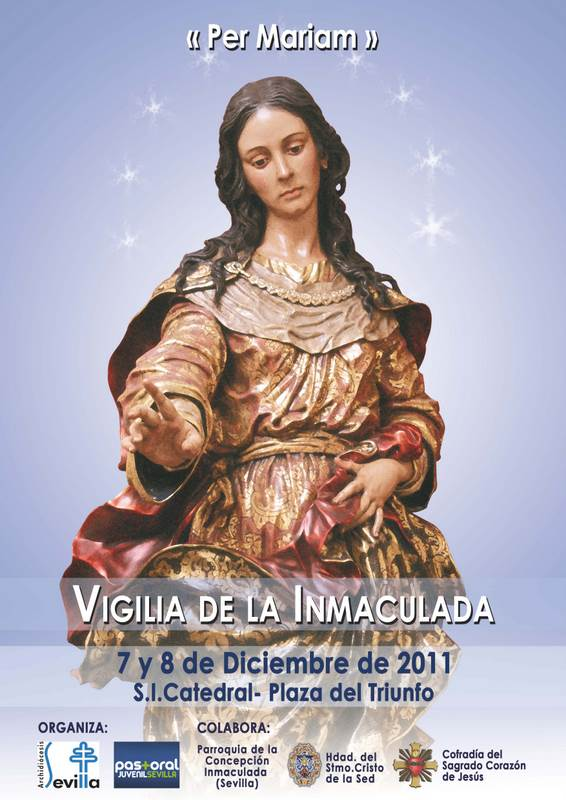 « Per Mariam »
VIGILIA DE LA INMACULADA
7 y 8 de Diciembre de 2011
S.I.Catedral- Plaza del Triunfo
ORGANIZA:
Archidiócesis
Sevilla
pastoral
JUVENILSEVILLA
COLABORA:
Parroquia de la
Concepción
Inmaculada
(Sevilla)
Hdad. del
Stmo.Cristo
de la Sed
Cofradía del
Sagrado Corazón
de Jesús